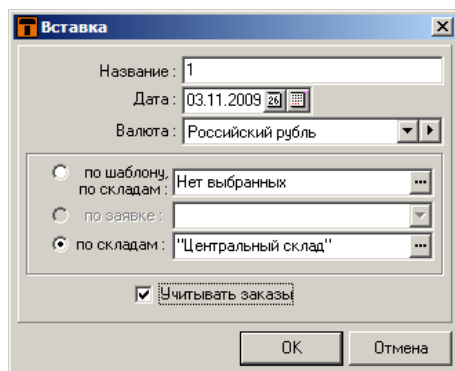 Вставка
Название : 1
Дата : 03.11.2009 26
Валюта : Российский рубль
по шаблону,
по складам : Нет выбранных ...
по заявке :
по складам : "Центральный склад" ...
Учитывать заказы
OK Отмена